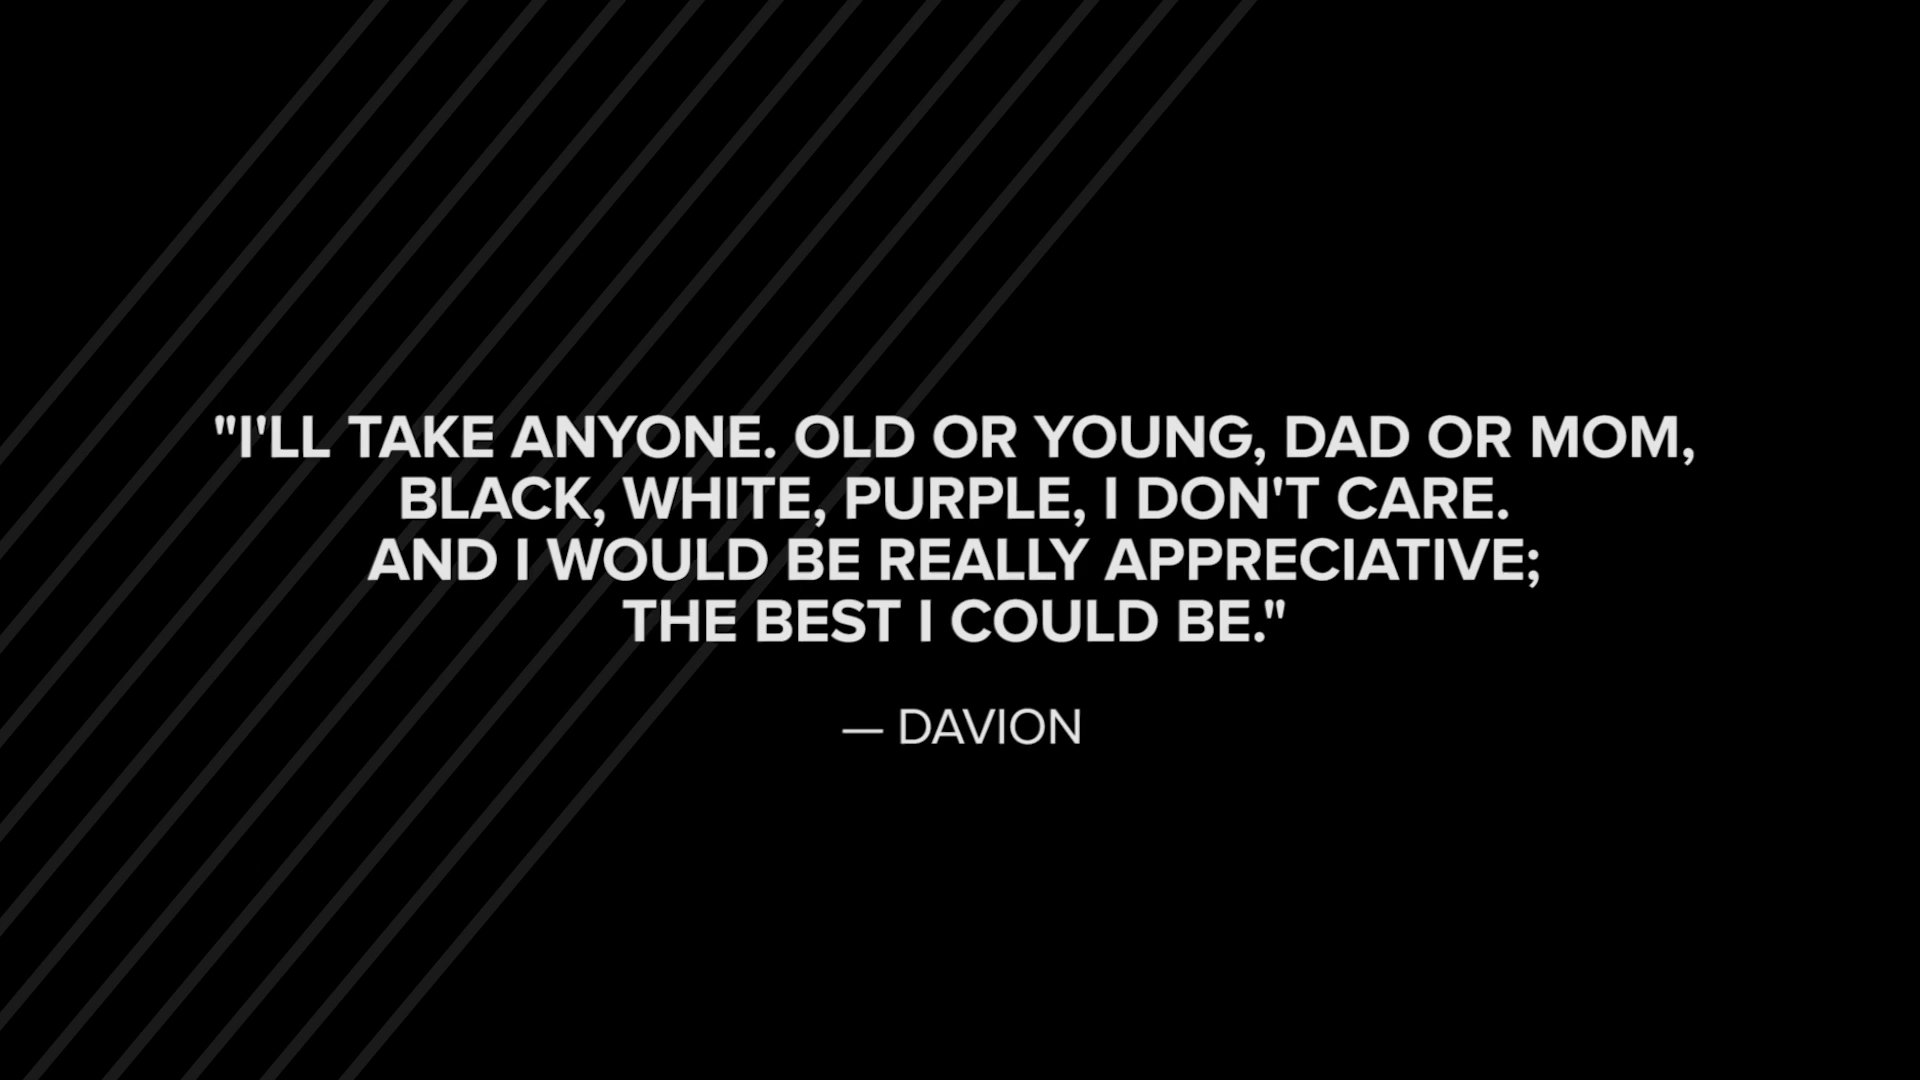 "I'LL TAKE ANYONE. OLD OR YOUNG, DAD OR MOM,
BLACK, WHITE, PURPLE, I DON'T CARE.
AND I WOULD BE REALLY APPRECIATIVE;
THE BEST I COULD BE."
— DAVION